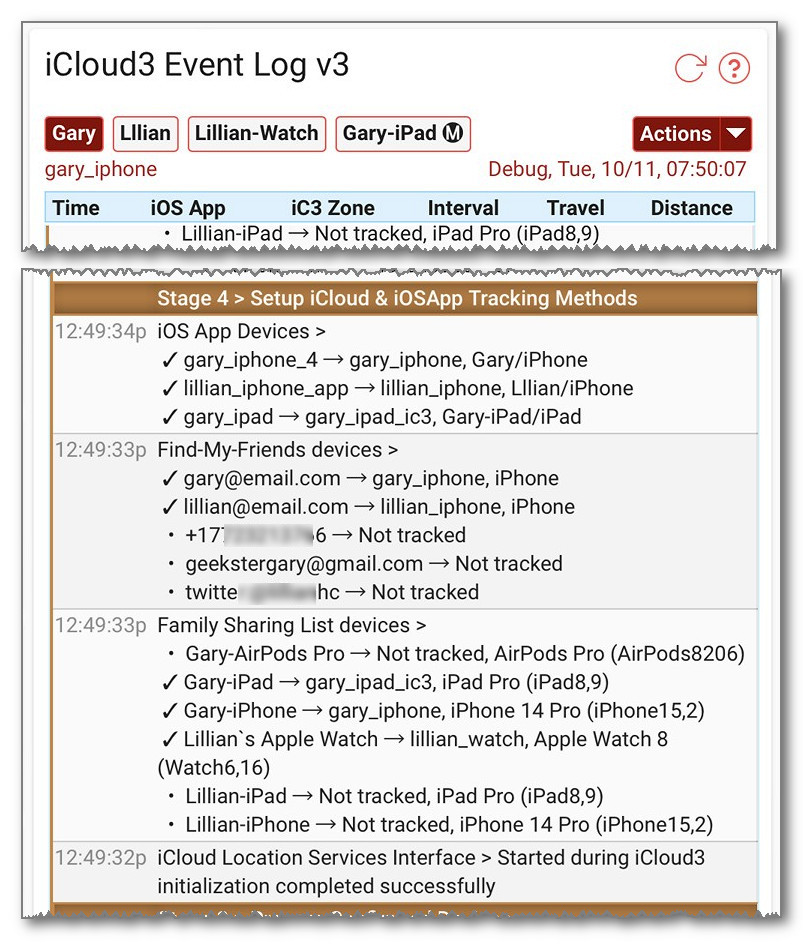 iCloud3 Event Log v3
Gary Lllian Lillian-Watch Gary-iPad M Actions
gary_iphone Debug, Tue, 10/11, 07:50:07
Time iOS App iC3 Zone Interval Travel Distance
• Lillian-iPad → Not tracked, iPad Pro (iPad8,9)
Stage 4 > Setup iCloud & iOSApp Tracking Methods
12:49:34p iOS App Devices >
✓ gary_iphone_4 → gary_iphone, Gary/iPhone
✓ lillian_iphone_app → lillian_iphone, Lllian/iPhone
✓ gary_ipad → gary_ipad_ic3, Gary-iPad/iPad
12:49:33p Find-My-Friends devices >
✓ gary@email.com → gary_iphone, iPhone
✓ lillian@email.com → lillian_iphone, iPhone
• +17 6 → Not tracked
• geekstergary@gmail.com → Not tracked
• twitte hc → Not tracked
12:49:33p Family Sharing List devices >
• Gary-AirPods Pro → Not tracked, AirPods Pro (AirPods8206)
✓ Gary-iPad → gary_ipad_ic3, iPad Pro (iPad8,9)
✓ Gary-iPhone → gary_iphone, iPhone 14 Pro (iPhone15,2)
✓ Lillian`s Apple Watch → lillian_watch, Apple Watch 8
(Watch6,16)
• Lillian-iPad → Not tracked, iPad Pro (iPad8,9)
• Lillian-iPhone → Not tracked, iPhone 14 Pro (iPhone15,2)
12:49:32p iCloud Location Services Interface > Started during iCloud3
initialization completed successfully